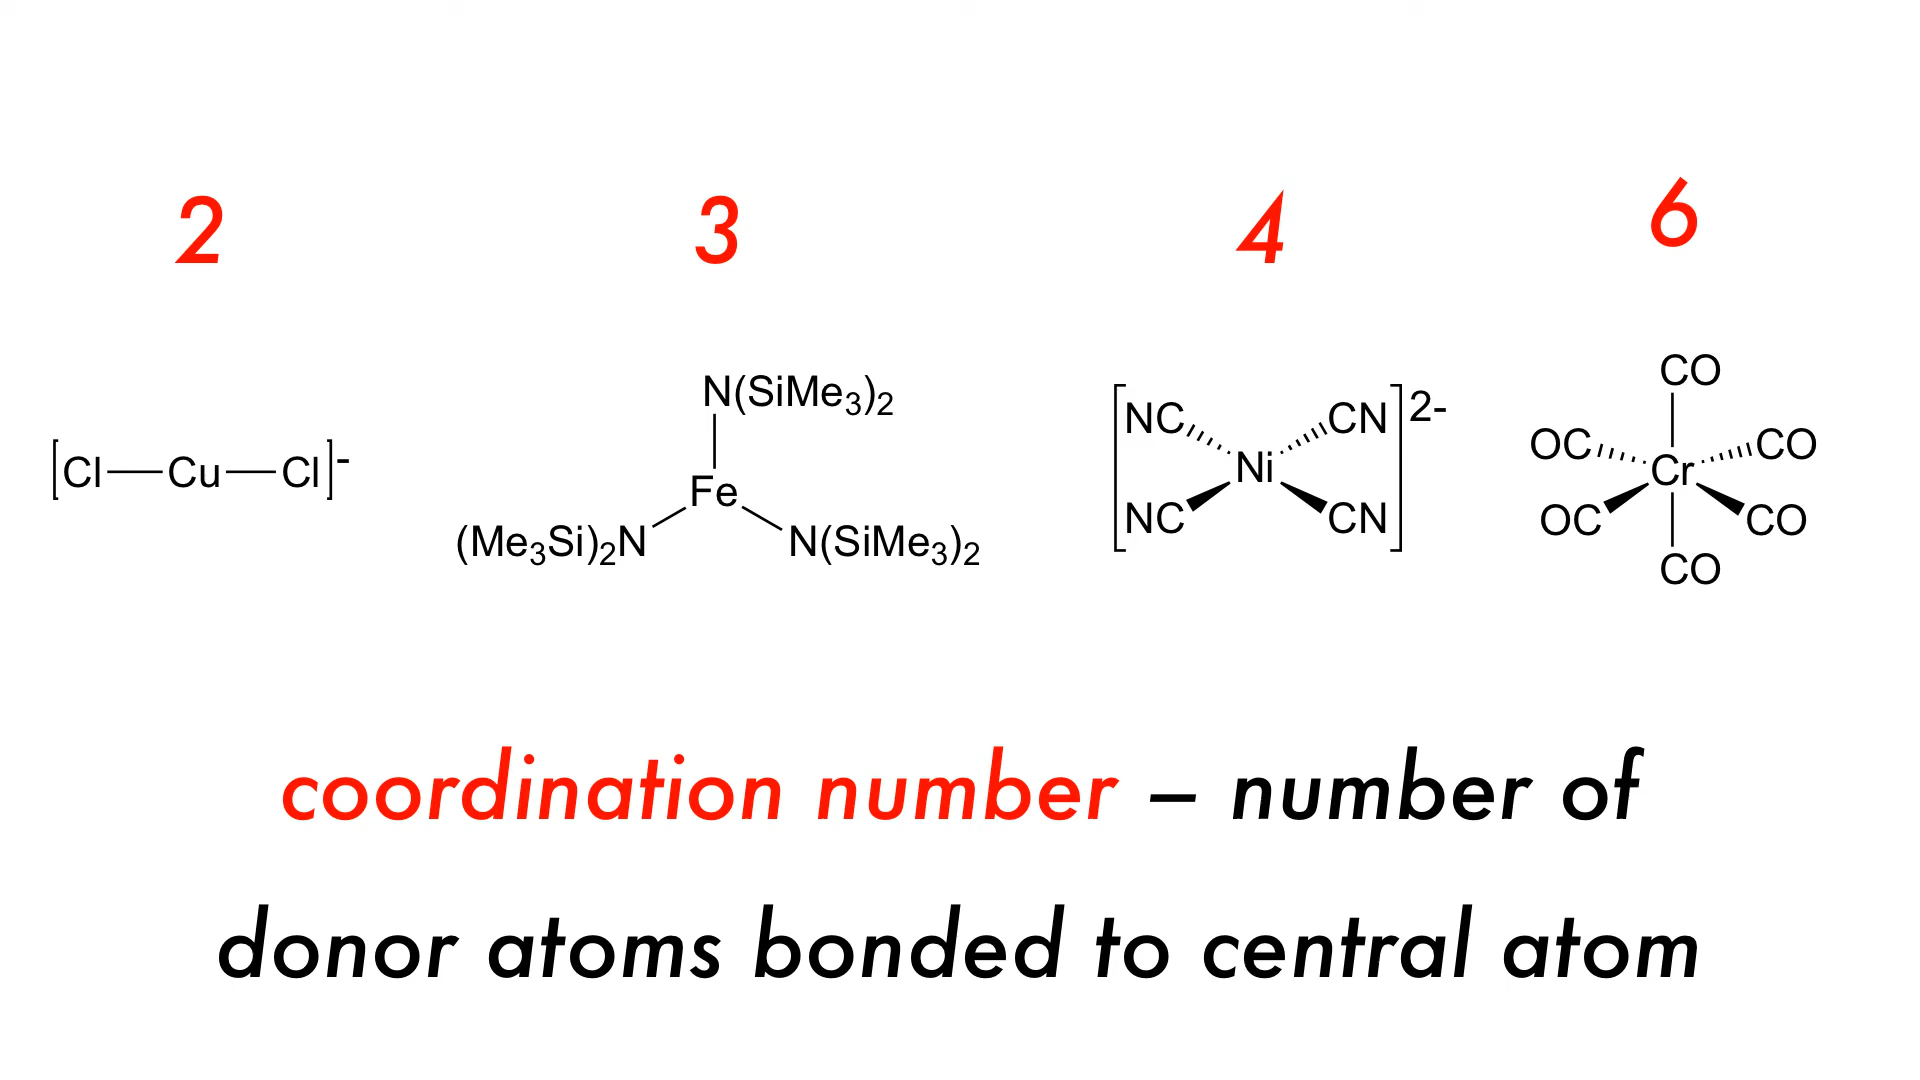 2 3 4 6
[Cl—Cu—Cl]-
N(SiMe3)2
Fe
(Me3Si)2N N(SiMe3)2
[NC CN]2-
Ni
NC CN
CO
OC CO
Cr
OC CO
CO
coordination number – number of
donor atoms bonded to central atom